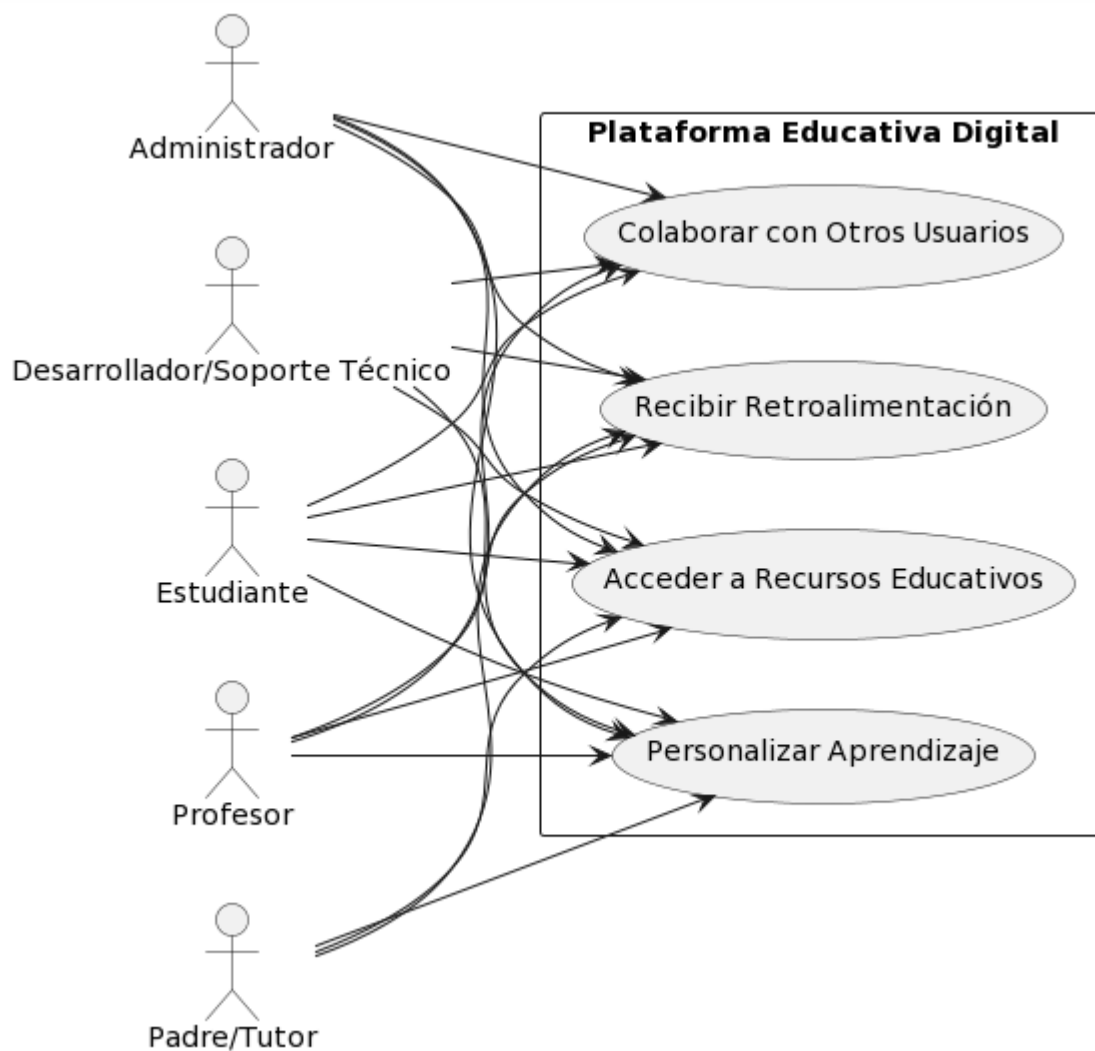 Administrador
Plataforma Educativa Digital
Colaborar con Otros Usuarios
Desarrollador/Soporte Técnico
Recibir Retroalimentación
Estudiante
Acceder a Recursos Educativos
Profesor
Personalizar Aprendizaje
Padre/Tutor